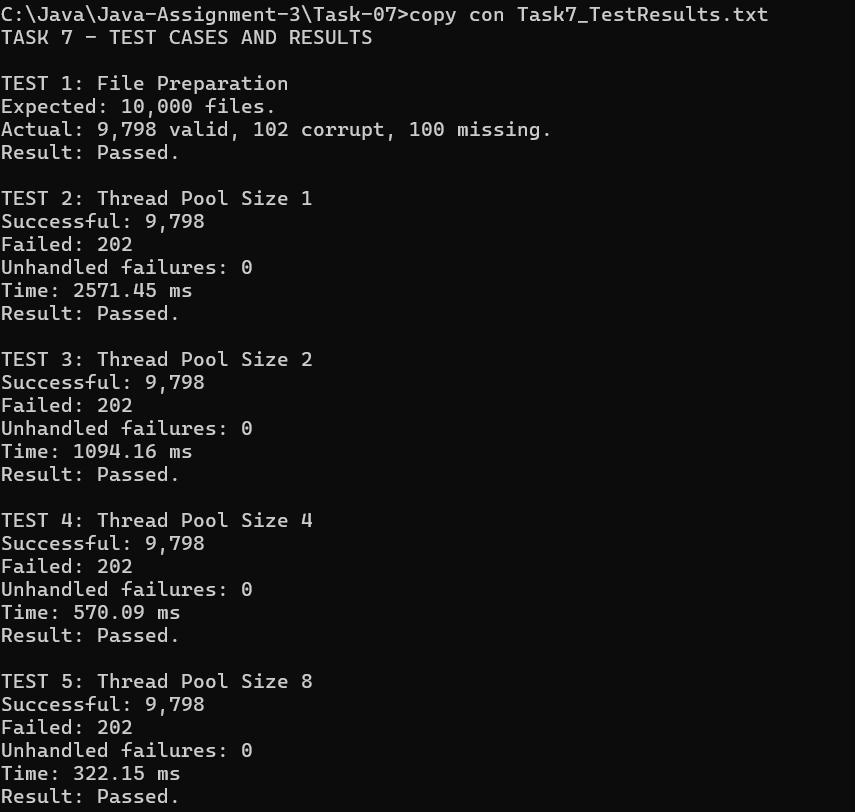 C:\Java\Java-Assignment-3\Task-07>copy con Task7_TestResults.txt
TASK 7 - TEST CASES AND RESULTS
TEST 1: File Preparation
Expected: 10,000 files.
Actual: 9,798 valid, 102 corrupt, 100 missing.
Result: Passed.
TEST 2: Thread Pool Size 1
Successful: 9,798
Failed: 202
Unhandled failures: 0
Time: 2571.45 ms
Result: Passed.
TEST 3: Thread Pool Size 2
Successful: 9,798
Failed: 202
Unhandled failures: 0
Time: 1094.16 ms
Result: Passed.
TEST 4: Thread Pool Size 4
Successful: 9,798
Failed: 202
Unhandled failures: 0
Time: 570.09 ms
Result: Passed.
TEST 5: Thread Pool Size 8
Successful: 9,798
Failed: 202
Unhandled failures: 0
Time: 322.15 ms
Result: Passed.